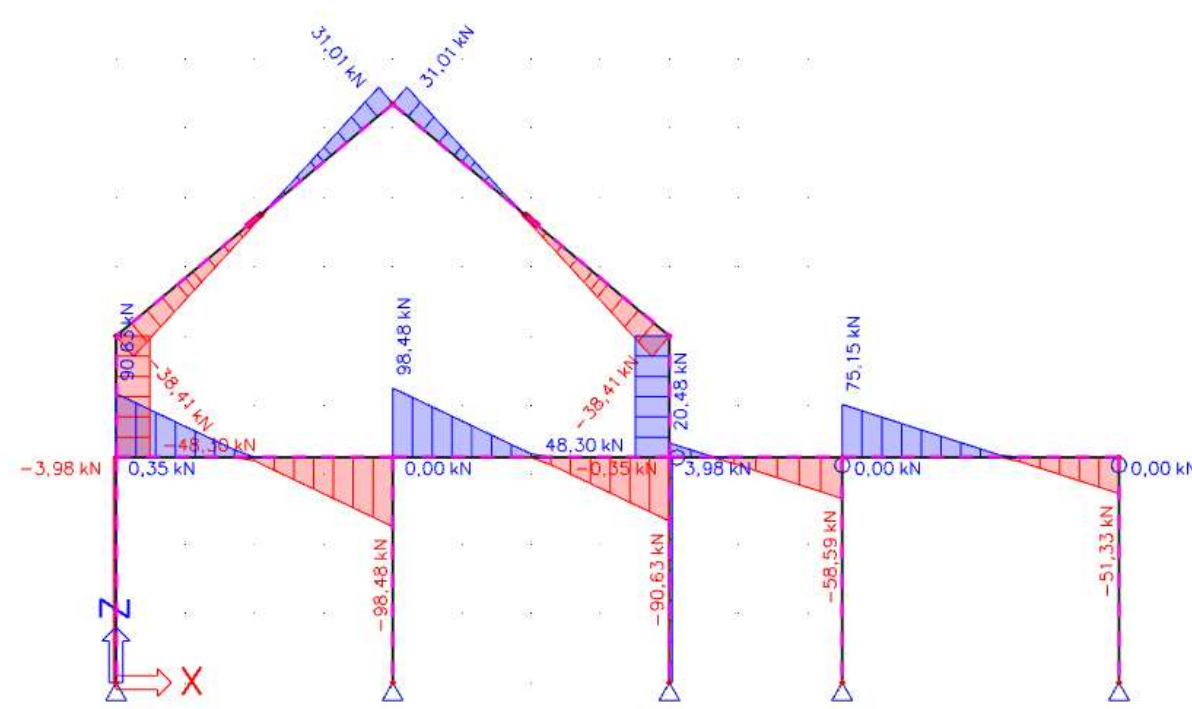 31,01 kN
31,01 kN
90,63 kN
-38,41 kN
-48,30 kN
98,48 kN
48,30 kN
-38,41 kN
20,48 kN
75,15 kN
-3,98 kN
0,35 kN
0,00 kN
-0,35 kN
3,98 kN
0,00 kN
0,00 kN
-98,48 kN
-90,63 kN
-58,59 kN
-51,33 kN
Z
X